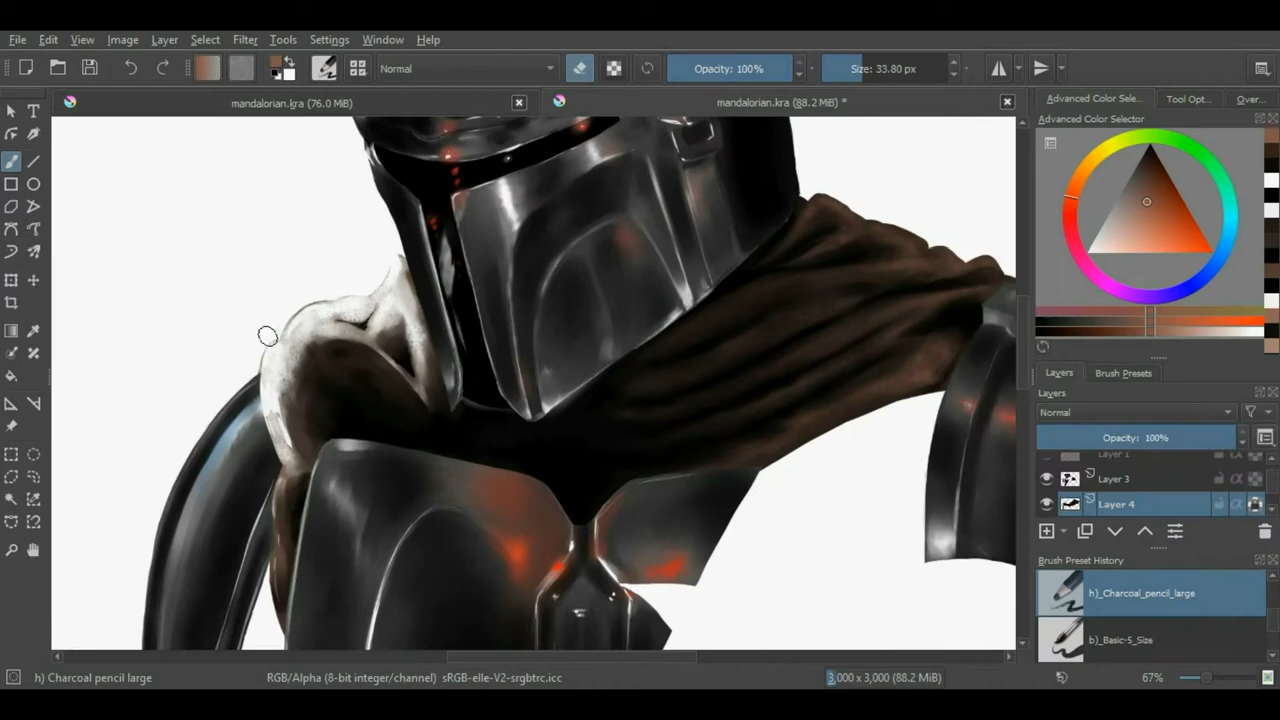 File Edit View Image Layer Select Filter Tools Settings Window Help
Normal Opacity: 100% Size: 33.80 px
mandalorian.kra (76.0 MiB) mandalorian.kra (88.2 MiB) *
Advanced Color Sele... Tool Opt... Over...
Advanced Color Selector
Layers Brush Presets
Layers
Normal
Opacity: 100%
Layer 1
Layer 3
Layer 4
Brush Preset History
h)_Charcoal_pencil_large
b)_Basic-5_Size
h) Charcoal pencil large RGB/Alpha (8-bit integer/channel) sRGB-elle-V2-srgbtrc.icc 3,000 x 3,000 (88.2 MiB) 67%